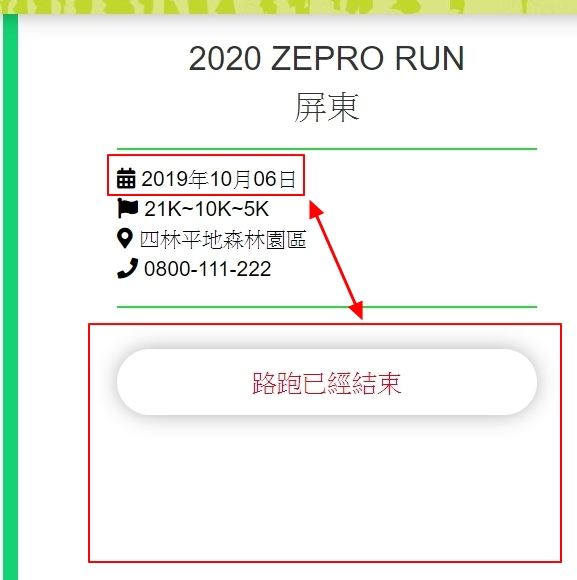 2020 ZEPRO RUN
屏東
2019年10月06日
21K~10K~5K
四林平地森林園區
0800-111-222
路跑已經結束